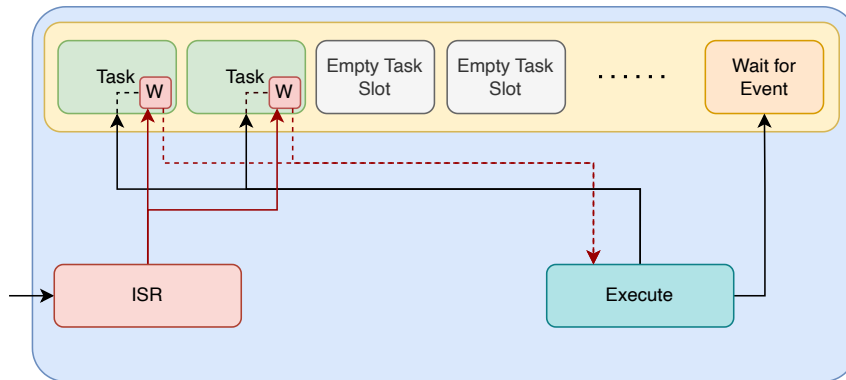 Task
W
Task
W
Empty Task
Slot
Empty Task
Slot
......
Wait for
Event
ISR
Execute